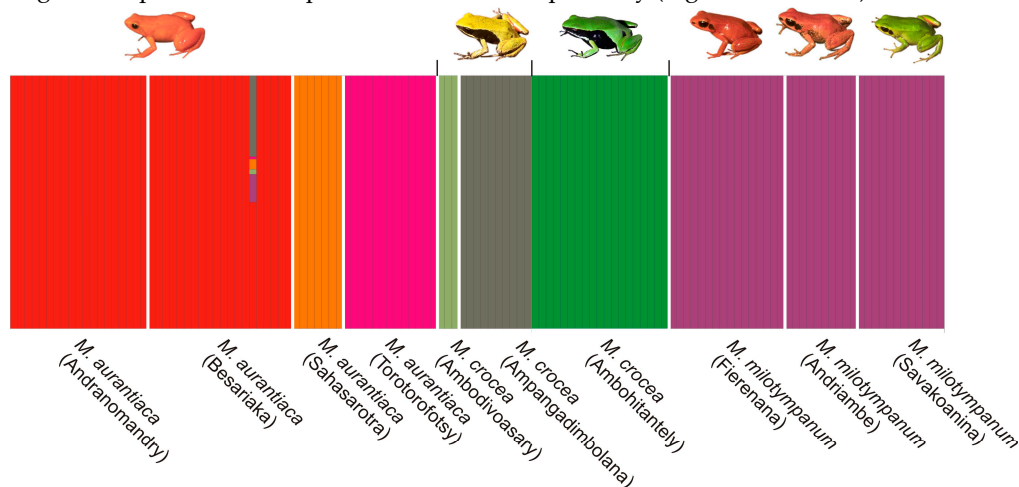 M. aurantiaca
(Andranomandry)
M. aurantiaca
(Besariaka)
M. aurantiaca
(Sahasarotra)
M. aurantiaca
(Torotorofotsy)
M. crocea
(Ambodivoasary)
M. crocea
(Ampangadimbolana)
M. crocea
(Ambohitantely)
M. milotympanum
(Fierenana)
M. milotympanum
(Andriambe)
M. milotympanum
(Savakoanina)